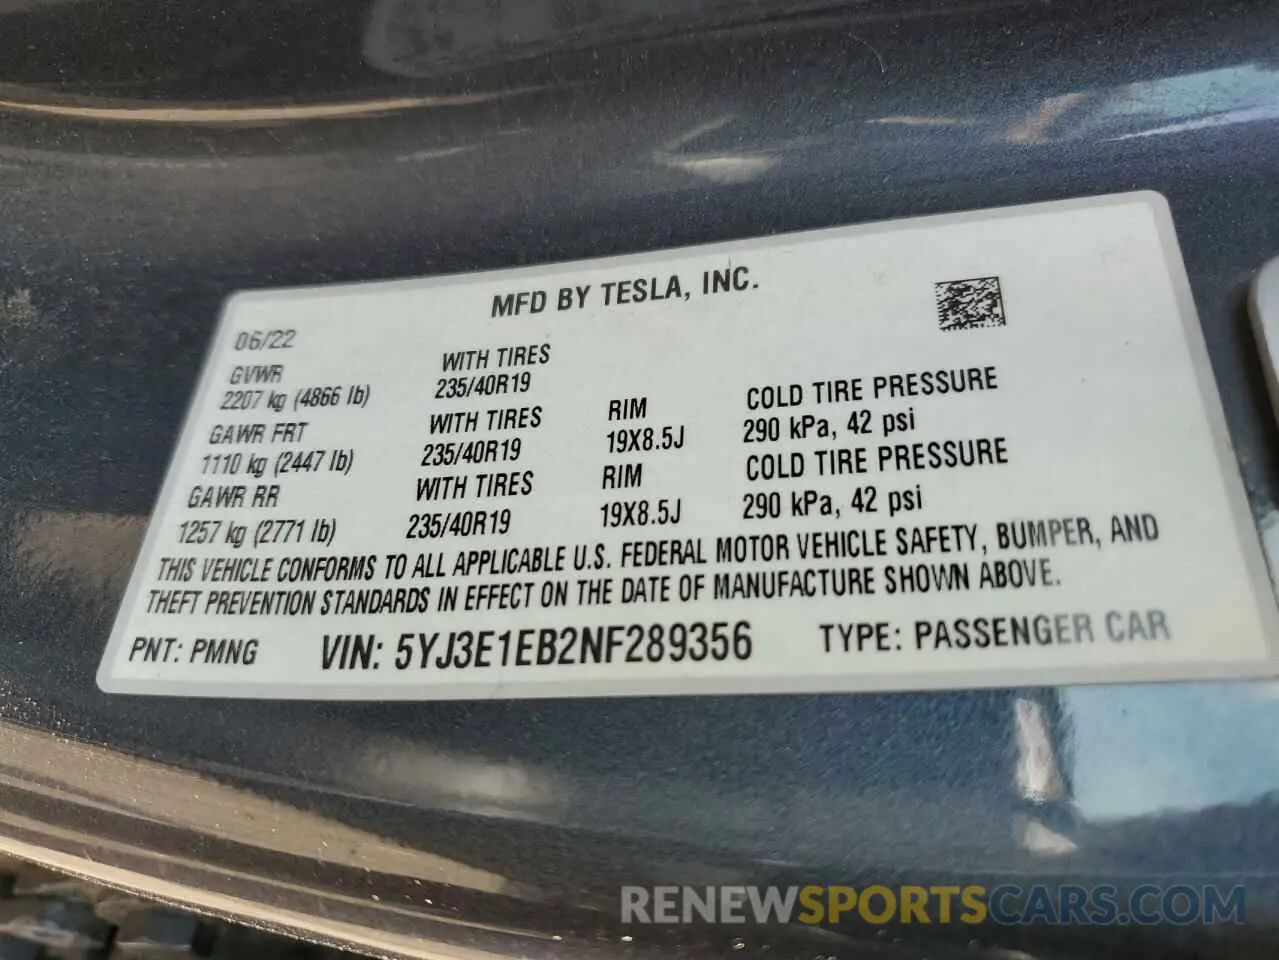 MFD BY TESLA, INC.
06/22
GVWR WITH TIRES
2207 kg (4866 lb) 235/40R19
GAWR FRT WITH TIRES RIM COLD TIRE PRESSURE
1110 kg (2447 lb) 235/40R19 19X8.5J 290 kPa, 42 psi
GAWR RR WITH TIRES RIM COLD TIRE PRESSURE
1257 kg (2771 lb) 235/40R19 19X8.5J 290 kPa, 42 psi
THIS VEHICLE CONFORMS TO ALL APPLICABLE U.S. FEDERAL MOTOR VEHICLE SAFETY, BUMPER, AND
THEFT PREVENTION STANDARDS IN EFFECT ON THE DATE OF MANUFACTURE SHOWN ABOVE.
PNT: PMNG VIN: 5YJ3E1EB2NF289356 TYPE: PASSENGER CAR
RENEWSPORTSCARS.COM